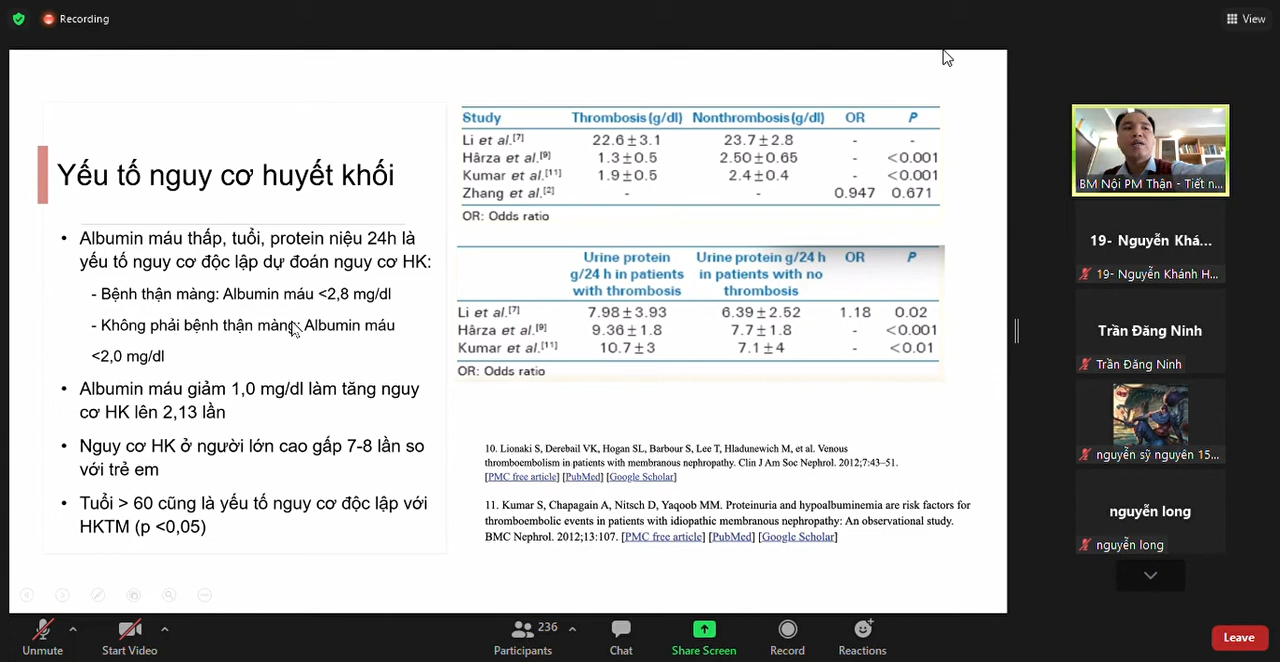 Recording
View
Yếu tố nguy cơ huyết khối
• Albumin máu thấp, tuổi, protein niệu 24h là
yếu tố nguy cơ độc lập dự đoán nguy cơ HK:
- Bệnh thận màng: Albumin máu <2,8 mg/dl
- Không phải bệnh thận màng: Albumin máu
<2,0 mg/dl
• Albumin máu giảm 1,0 mg/dl làm tăng nguy
cơ HK lên 2,13 lần
• Nguy cơ HK ở người lớn cao gấp 7-8 lần so
với trẻ em
• Tuổi > 60 cũng là yếu tố nguy cơ độc lập với
HKTM (p <0,05)
Study Thrombosis (g/dl) Nonthrombosis (g/dl) OR P
Li et al.[7] 22.6±3.1 23.7±2.8 - -
Hârza et al.[9] 1.3±0.5 2.50±0.65 - <0.001
Kumar et al.[11] 1.9±0.5 2.4±0.4 - <0.001
Zhang et al.[2] - - 0.947 0.671
OR: Odds ratio
Urine protein Urine protein g/24 h OR P
g/24 h in patients in patients with no
with thrombosis thrombosis
Li et al.[7] 7.98±3.93 6.39±2.52 1.18 0.02
Hârza et al.[9] 9.36±1.8 7.7±1.8 - <0.001
Kumar et al.[11] 10.7±3 7.1±4 - <0.01
OR: Odds ratio
10. Lionaki S, Derebail VK, Hogan SL, Barbour S, Lee T, Hladunewich M, et al. Venous
thromboembolism in patients with membranous nephropathy. Clin J Am Soc Nephrol. 2012;7:43–51.
[PMC free article] [PubMed] [Google Scholar]
11. Kumar S, Chapagain A, Nitsch D, Yaqoob MM. Proteinuria and hypoalbuminemia are risk factors for
thromboembolic events in patients with idiopathic membranous nephropathy: An observational study.
BMC Nephrol. 2012;13:107. [PMC free article] [PubMed] [Google Scholar]
BM Nội PM Thận - Tiết n...
19- Nguyễn Khá...
19- Nguyễn Khánh H...
Trần Đăng Ninh
Trần Đăng Ninh
nguyễn sỹ nguyên 15...
nguyễn long
nguyễn long
Unmute
Start Video
236
Participants
Chat
Share Screen
Record
Reactions
Leave